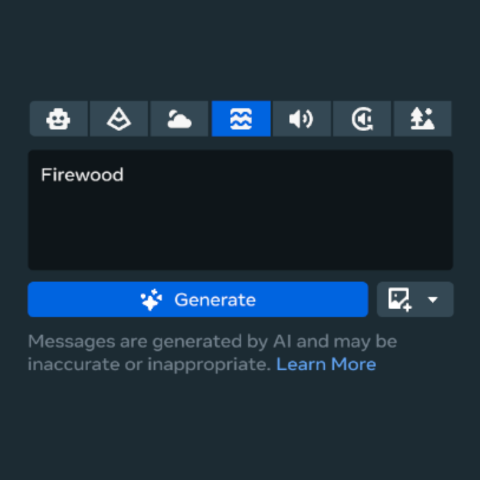 Firewood
Generate
Messages are generated by AI and may be
inaccurate or inappropriate. Learn More